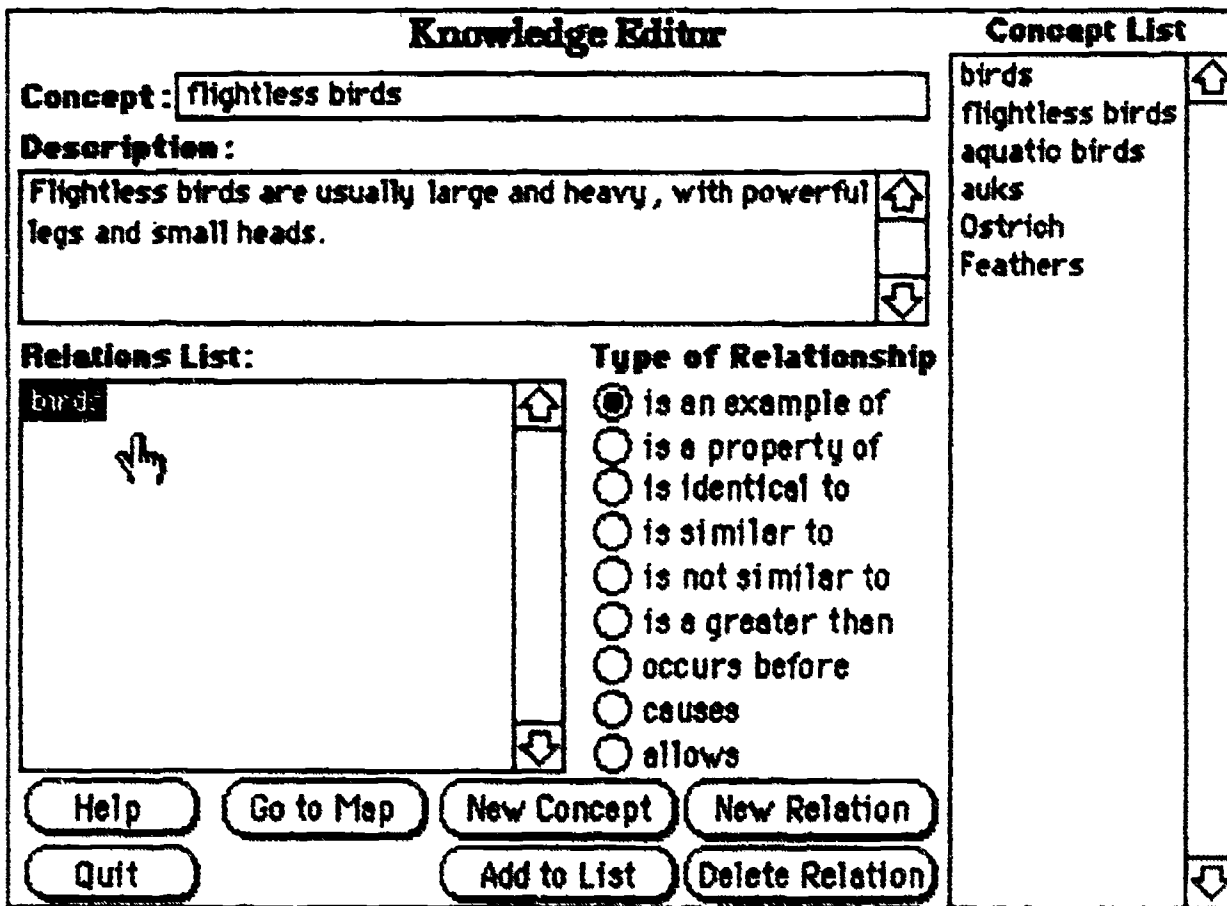 Knowledge Editor
Concept: flightless birds
Description:
Flightless birds are usually large and heavy, with powerful
legs and small heads.
Relations List:
birds
Type of Relationship
is an example of
is a property of
is identical to
is similar to
is not similar to
is a greater than
occurs before
causes
allows
Help
Go to Map
New Concept
New Relation
Quit
Add to List
Delete Relation
Concept List
birds
flightless birds
aquatic birds
auks
Ostrich
Feathers